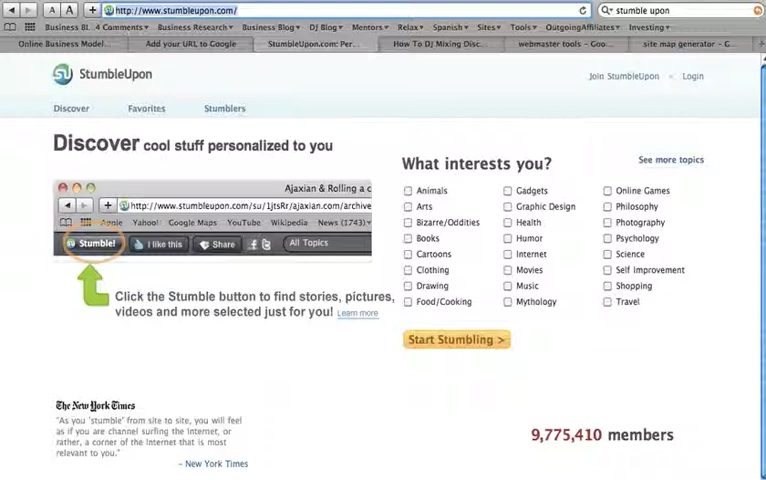 A A + http://www.stumbleupon.com/ stumble upon
Business Bl...4 Comments Business Research Business Blog DJ Blog Mentors Relax Spanish Sites Tools OutgoingAffiliates Investing
Online Business Model... Add your URL to Google StumbleUpon.com: Per... How To DJ Mixing Disc... webmaster tools - Goo... site map generator - G...
StumbleUpon
Join StumbleUpon Login
Discover Favorites Stumblers
Discover cool stuff personalized to you
What interests you?
See more topics
Ajaxian & Rolling a c
http://www.stumbleupon.com/su/1jtsRr/ajaxian.com/archive
Apple Yahoo! Google Maps YouTube Wikipedia News (1743)
Stumble! I like this Share All Topics
Click the Stumble button to find stories, pictures,
videos and more selected just for you! Learn more
Animals Gadgets Online Games
Arts Graphic Design Philosophy
Bizarre/Oddities Health Photography
Books Humor Psychology
Cartoons Internet Science
Clothing Movies Self Improvement
Drawing Music Shopping
Food/Cooking Mythology Travel
Start Stumbling >
The New York Times
"As you 'stumble' from site to site, you will feel
as if you are channel surfing the Internet, or
rather, a corner of the Internet that is most
relevant to you."
– New York Times
9,775,410 members